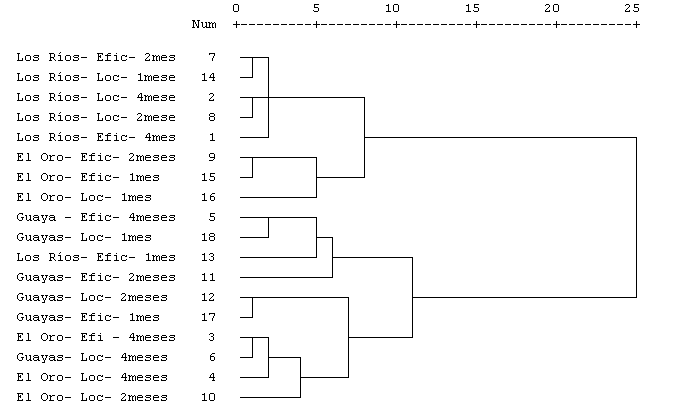 0 5 10 15 20 25
Num +---------+---------+---------+---------+---------+
Los Ríos- Efic- 2mes 7
Los Ríos- Loc- 1mese 14
Los Ríos- Loc- 4mese 2
Los Ríos- Loc- 2mese 8
Los Ríos- Efic- 4mes 1
El Oro- Efic- 2meses 9
El Oro- Efic- 1mes 15
El Oro- Loc- 1mes 16
Guaya - Efic- 4meses 5
Guayas- Loc- 1mes 18
Los Ríos- Efic- 1mes 13
Guayas- Efic- 2meses 11
Guayas- Loc- 2meses 12
Guayas- Efic- 1mes 17
El Oro- Efi - 4meses 3
Guayas- Loc- 4meses 6
El Oro- Loc- 4meses 4
El Oro- Loc- 2meses 10